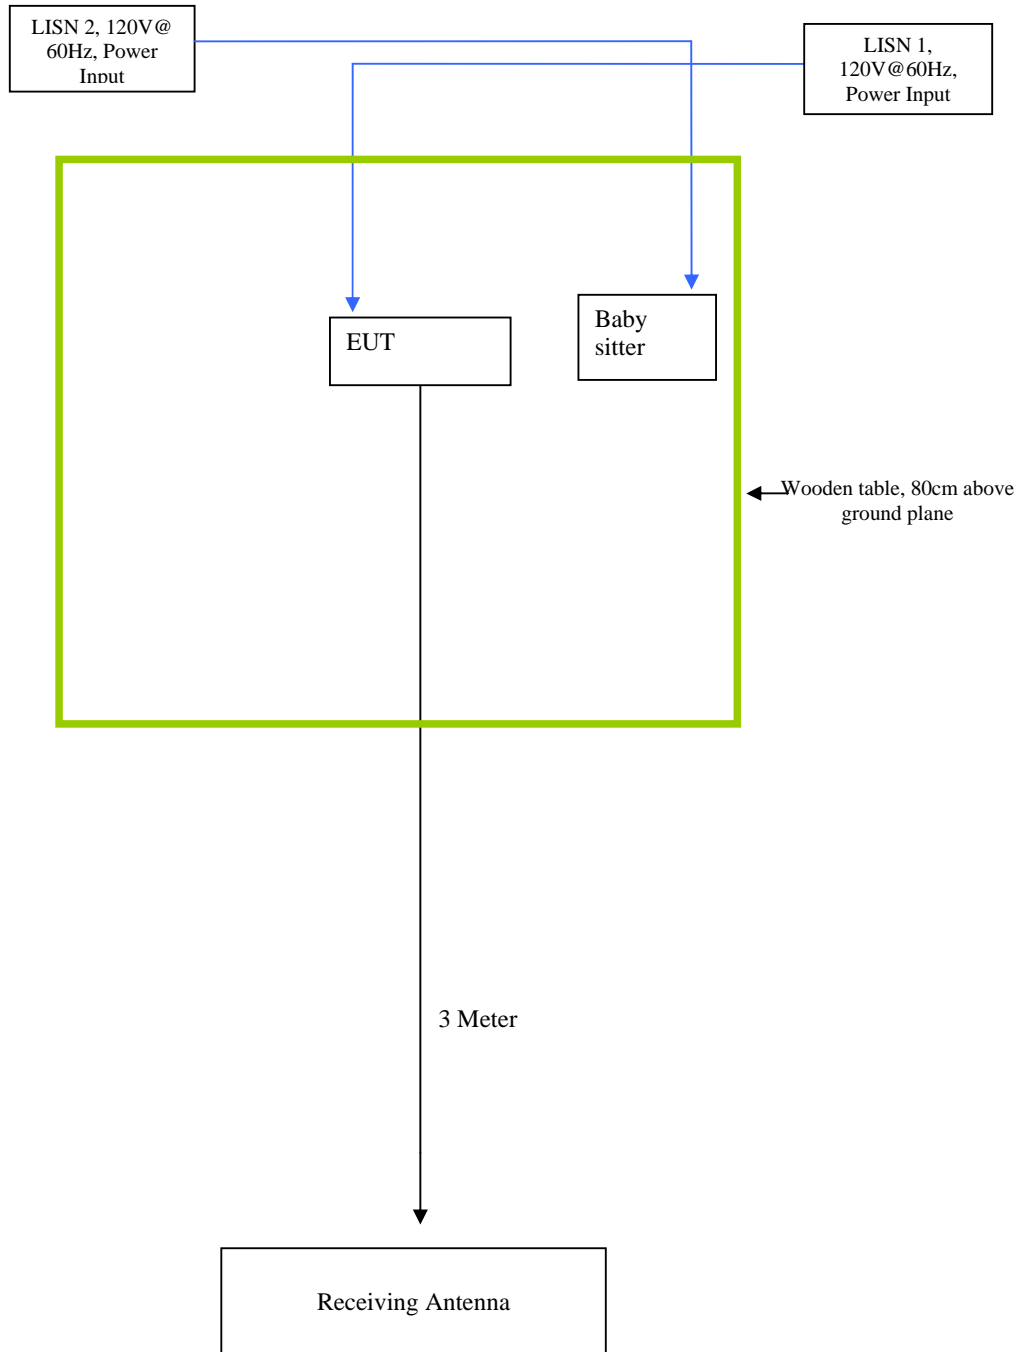 LISN 2, 120V@
60Hz, Power
Input
LISN 1,
120V@60Hz,
Power Input
EUT
Baby
sitter
Wooden table, 80cm above
ground plane
3 Meter
Receiving Antenna